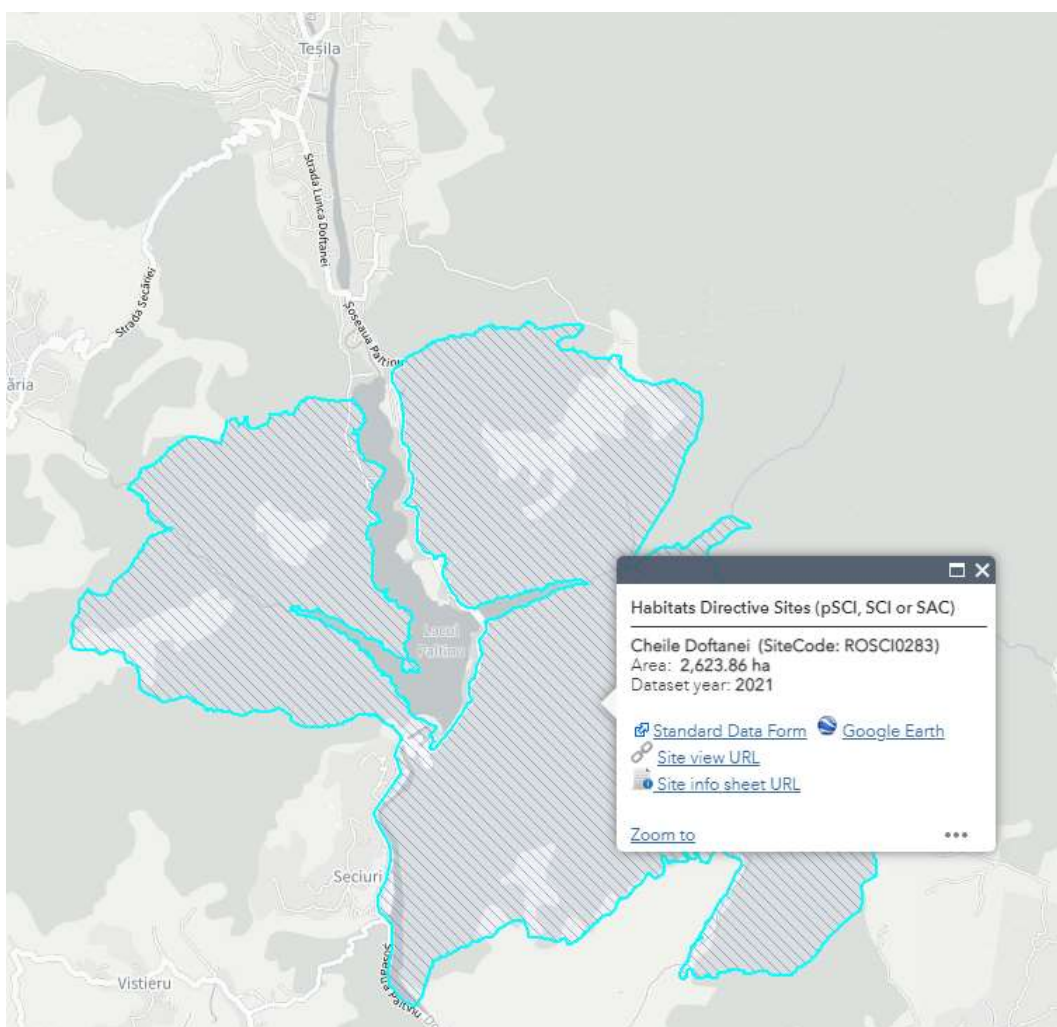 Teșila
Strada Lunca Doftanei
Strada Secăriei
Șoseaua Paltinu
ăria
Lacul
Paltinu
Habitats Directive Sites (pSCI, SCI or SAC)
Cheile Doftanei (SiteCode: ROSCI0283)
Area: 2,623.86 ha
Dataset year: 2021
Standard Data Form Google Earth
Site view URL
Site info sheet URL
Zoom to
Seciuri
Șoseaua Paltinu
Vistieru